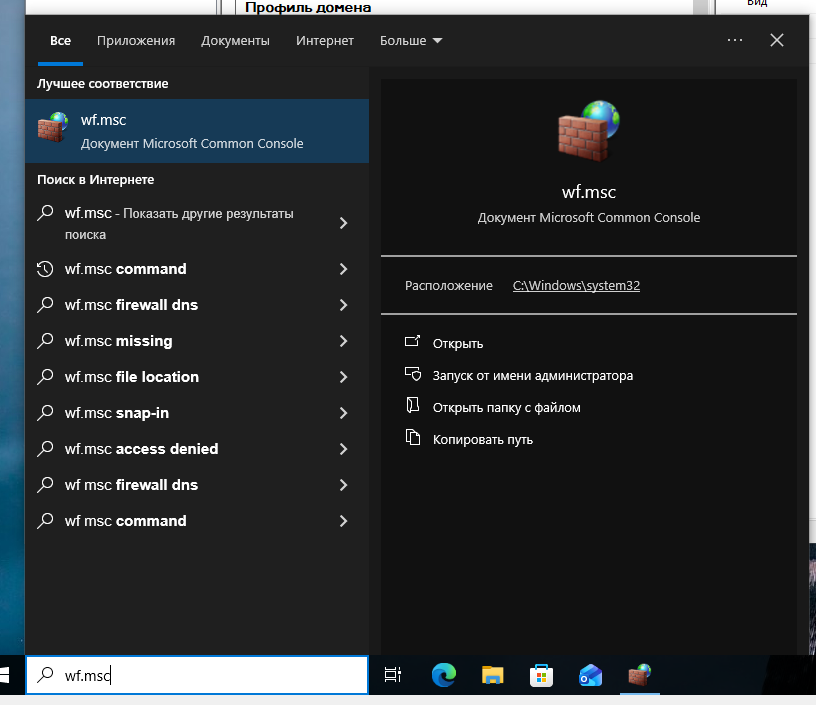 Профиль домена
Вид
Все
Приложения
Документы
Интернет
Больше
Лучшее соответствие
wf.msc
Документ Microsoft Common Console
Поиск в Интернете
wf.msc - Показать другие результаты
поиска
wf.msc command
wf.msc firewall dns
wf.msc missing
wf.msc file location
wf.msc snap-in
wf.msc access denied
wf msc firewall dns
wf msc command
wf.msc
Документ Microsoft Common Console
Расположение C:\Windows\system32
Открыть
Запуск от имени администратора
Открыть папку с файлом
Копировать путь
wf.msc